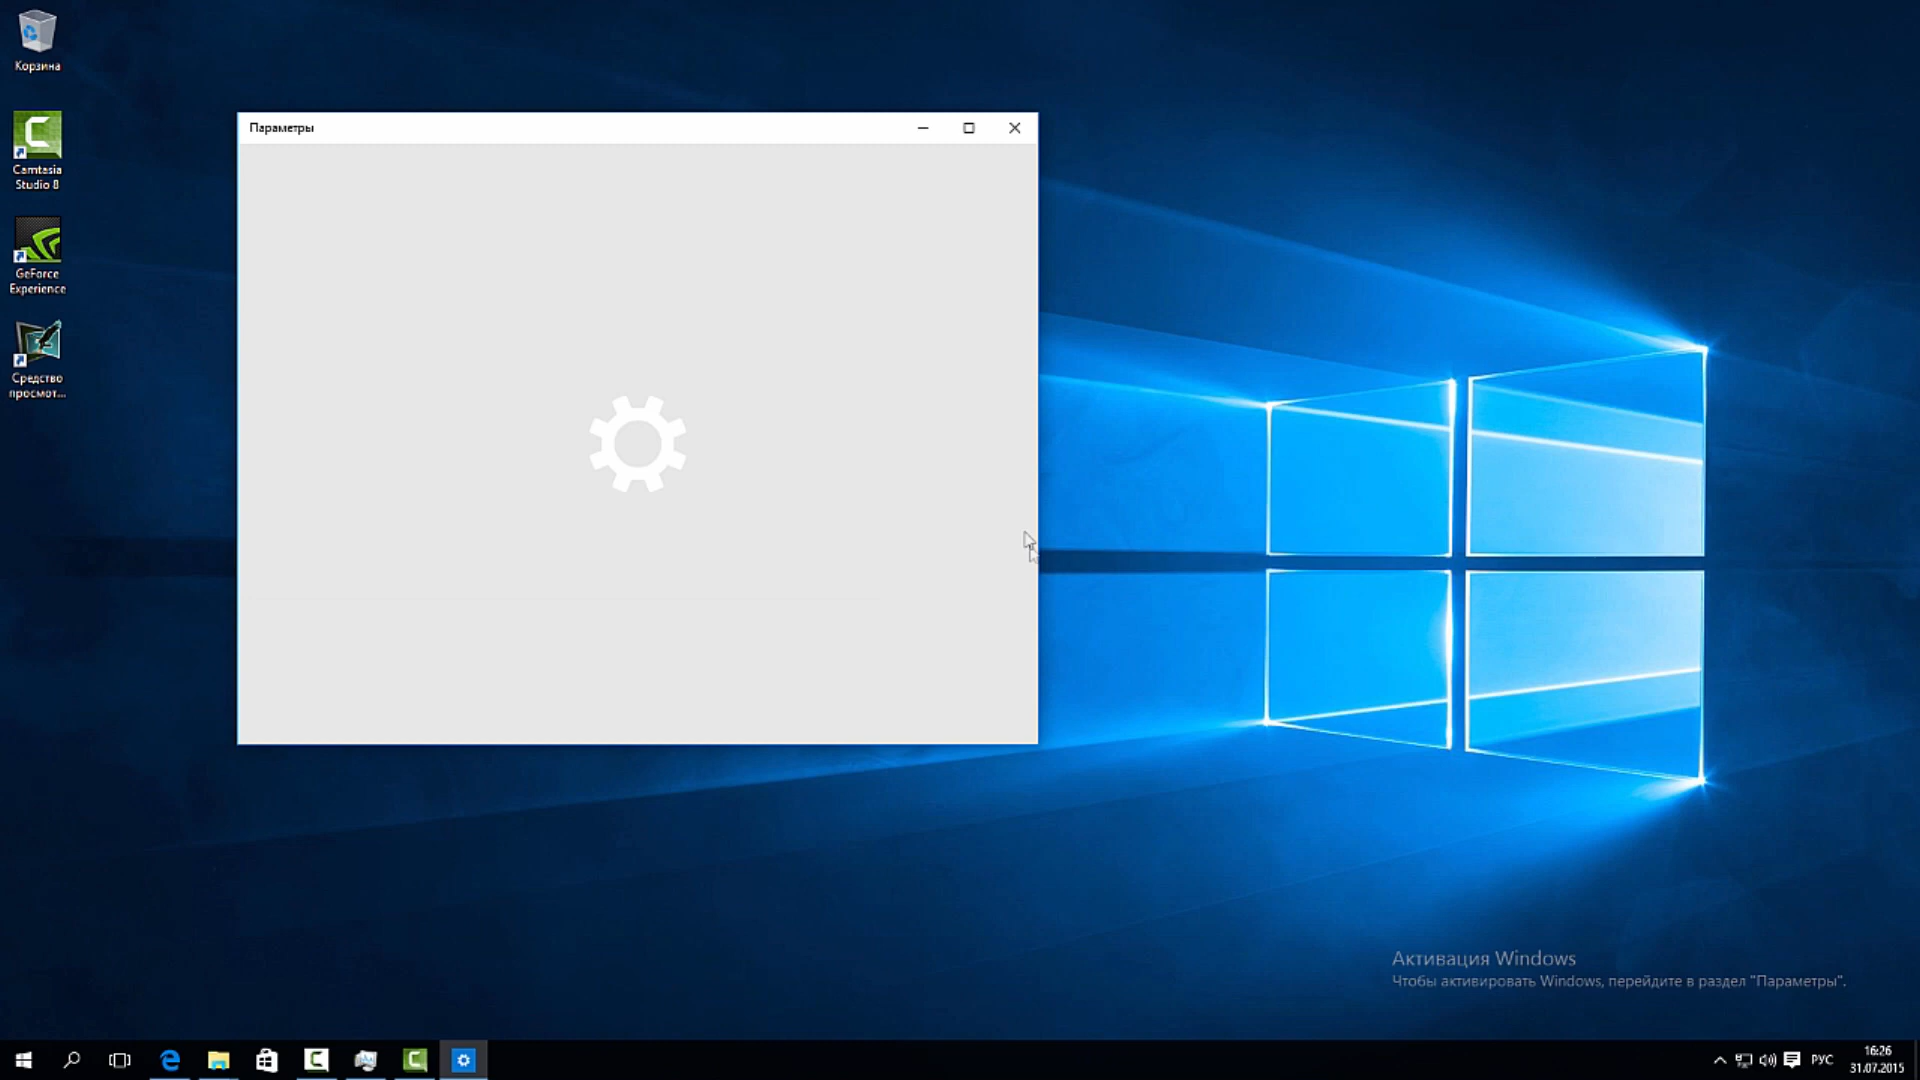 Корзина
Camtasia
Studio 8
GeForce
Experience
Средство
просмот...
Параметры
Активация Windows
Чтобы активировать Windows, перейдите в раздел "Параметры".
РУС
16:26
31.07.2015